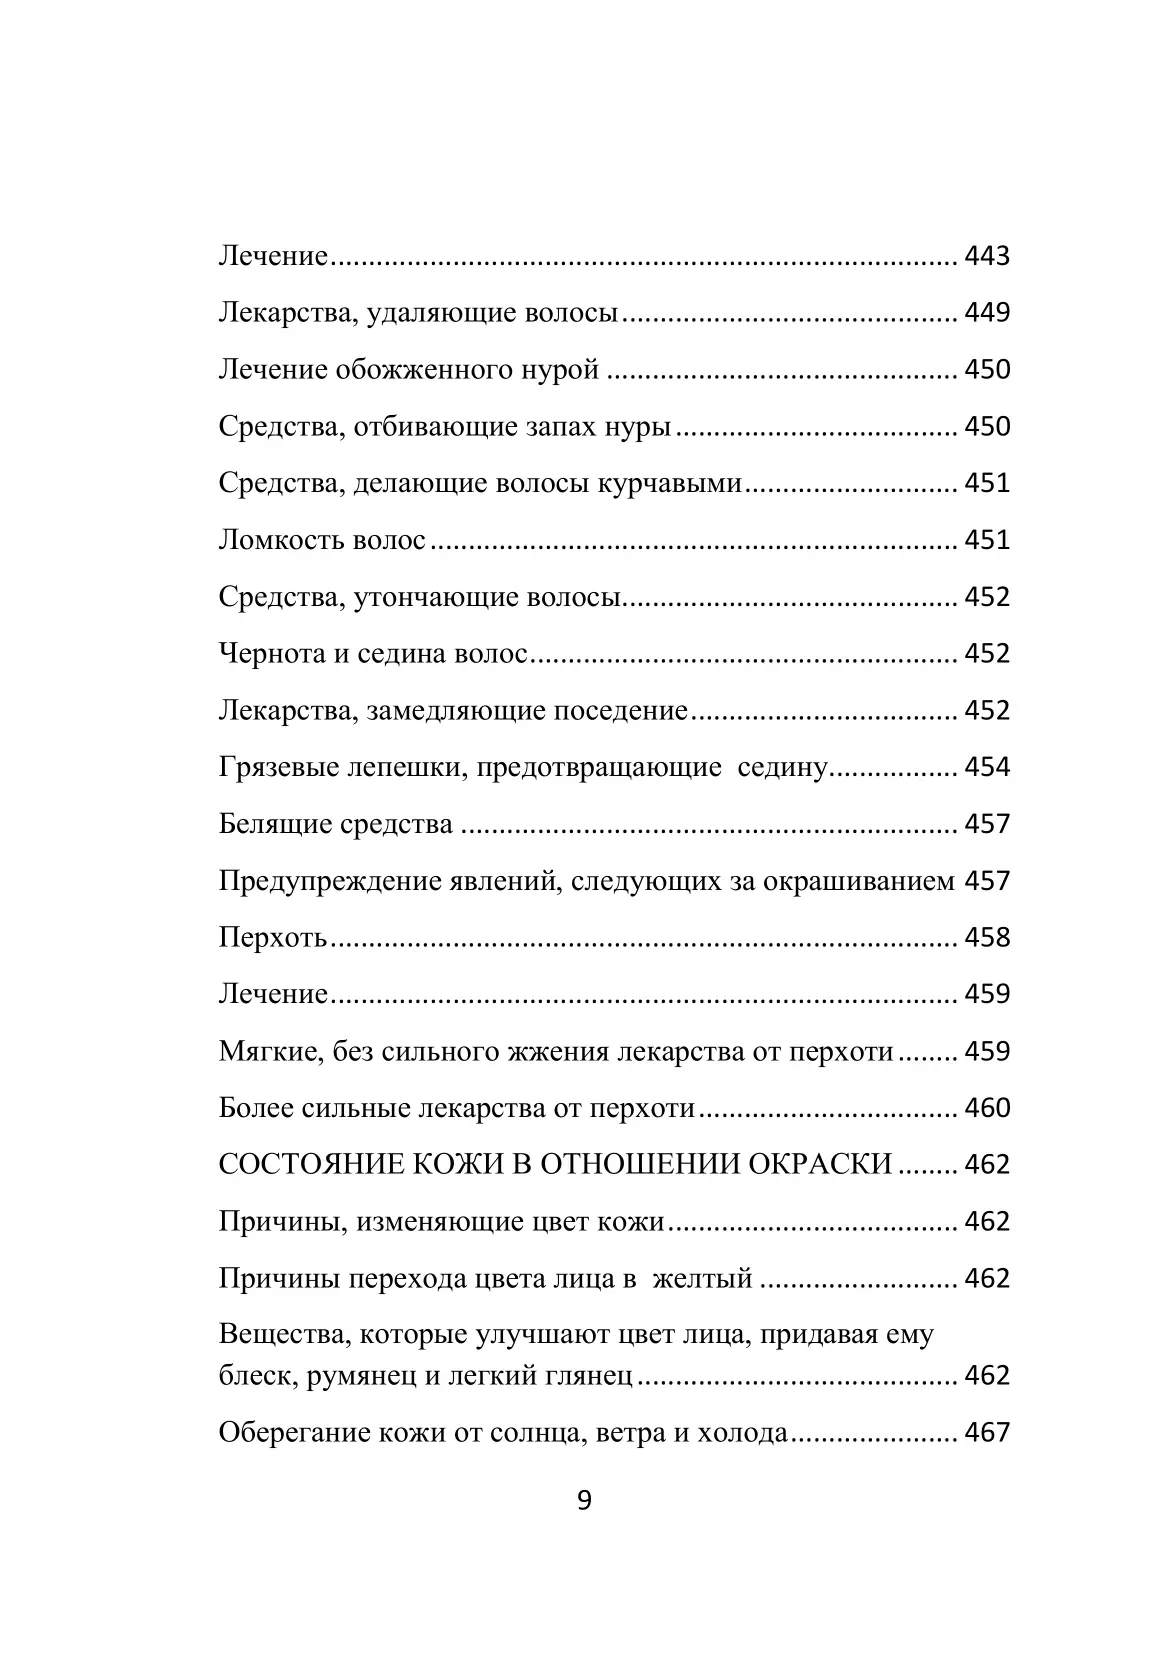 Лечение.................................................................................. 443
Лекарства, удаляющие волосы............................................ 449
Лечение обожженного нурой .............................................. 450
Средства, отбивающие запах нуры..................................... 450
Средства, делающие волосы курчавыми............................ 451
Ломкость волос..................................................................... 451
Средства, утончающие волосы............................................ 452
Чернота и седина волос........................................................ 452
Лекарства, замедляющие поседение................................... 452
Грязевые лепешки, предотвращающие  седину................. 454
Белящие средства ................................................................. 457
Предупреждение явлений, следующих за окрашиванием 457
Перхоть.................................................................................. 458
Лечение.................................................................................. 459
Мягкие, без сильного жжения лекарства от перхоти........ 459
Более сильные лекарства от перхоти.................................. 460
СОСТОЯНИЕ КОЖИ В ОТНОШЕНИИ ОКРАСКИ ........ 462
Причины, изменяющие цвет кожи...................................... 462
Причины перехода цвета лица в  желтый .......................... 462
Вещества, которые улучшают цвет лица, придавая ему
блеск, румянец и легкий глянец.......................................... 462
Оберегание кожи от солнца, ветра и холода...................... 467
9